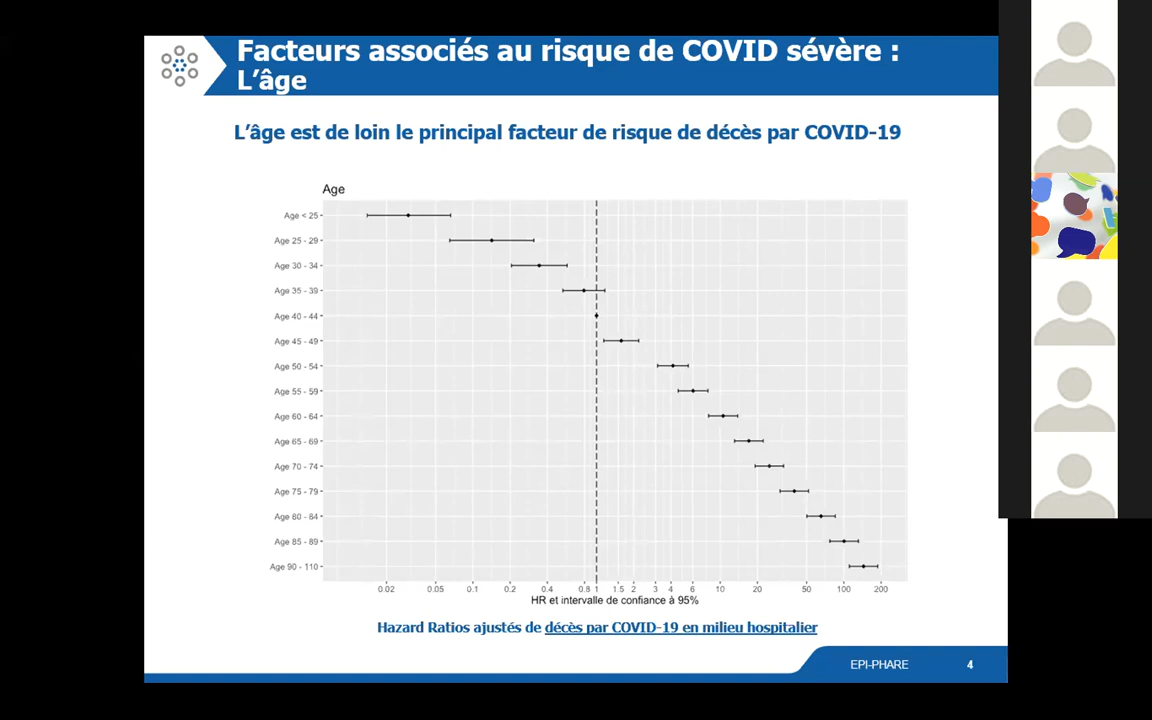 Facteurs associés au risque de COVID sévère :
L'âge
L'âge est de loin le principal facteur de risque de décès par COVID-19
Age
Age < 25
Age 25 - 29
Age 30 - 34
Age 35 - 39
Age 40 - 44
Age 45 - 49
Age 50 - 54
Age 55 - 59
Age 60 - 64
Age 65 - 69
Age 70 - 74
Age 75 - 79
Age 80 - 84
Age 85 - 89
Age 90 - 110
0.02 0.05 0.1 0.2 0.4 0.8 1 1.5 2 3 4 6 10 20 50 100 200
HR et intervalle de confiance à 95%
Hazard Ratios ajustés de décès par COVID-19 en milieu hospitalier
EPI-PHARE 4